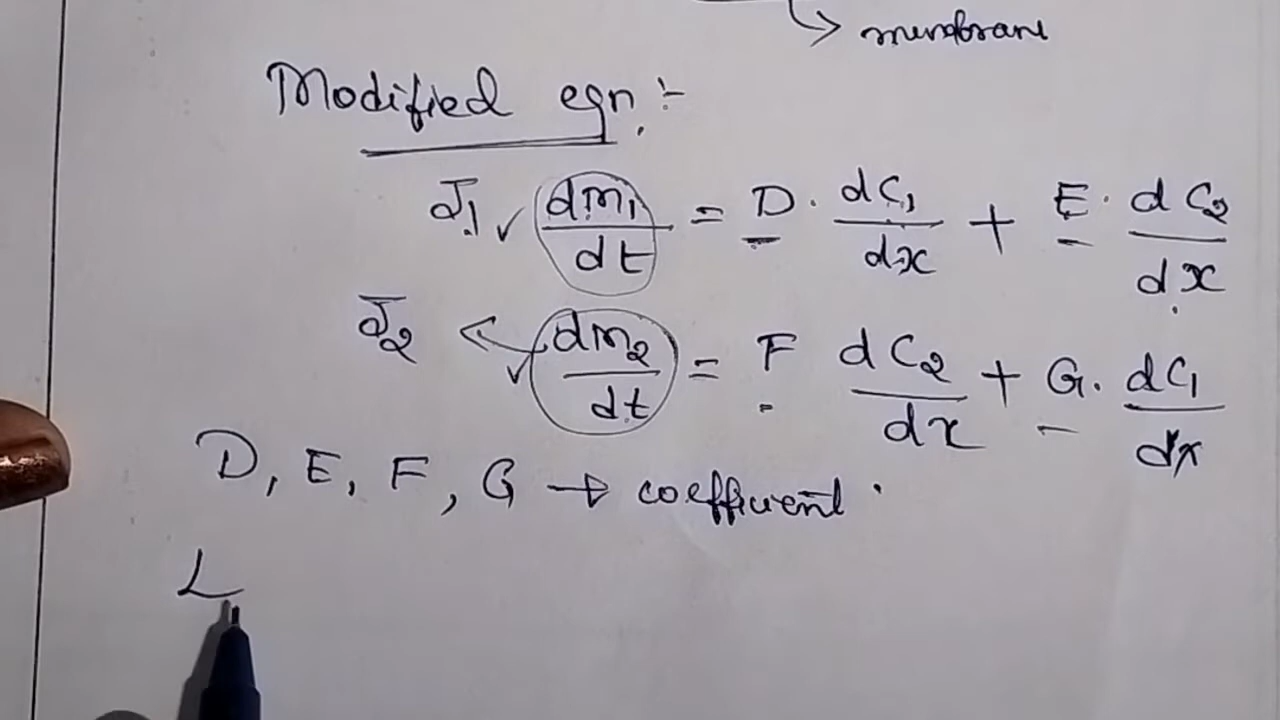 → membrane
Modified eqn :-
J1 ✓ dm1/dt = D · dC1/dx + E · dC2/dx
J2 ← ✓ dm2/dt = F dC2/dx + G · dC1/dx
D, E, F, G → coefficient ·
L